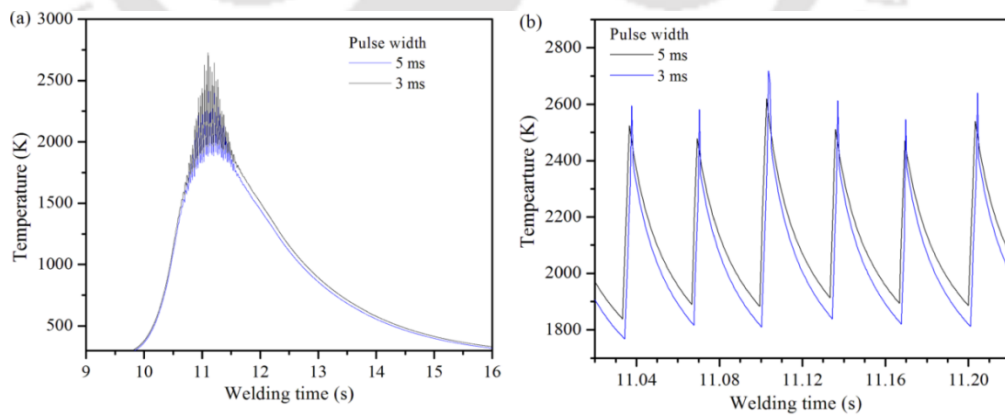 (a)
3000
2500
2000
1500
1000
500
Temperature (K)
Pulse width
5 ms
3 ms
9 10 11 12 13 14 15 16
Welding time (s)
(b)
2800
2600
2400
2200
2000
1800
Tempearture (K)
Pulse width
5 ms
3 ms
11.04 11.08 11.12 11.16 11.20
Welding time (s)